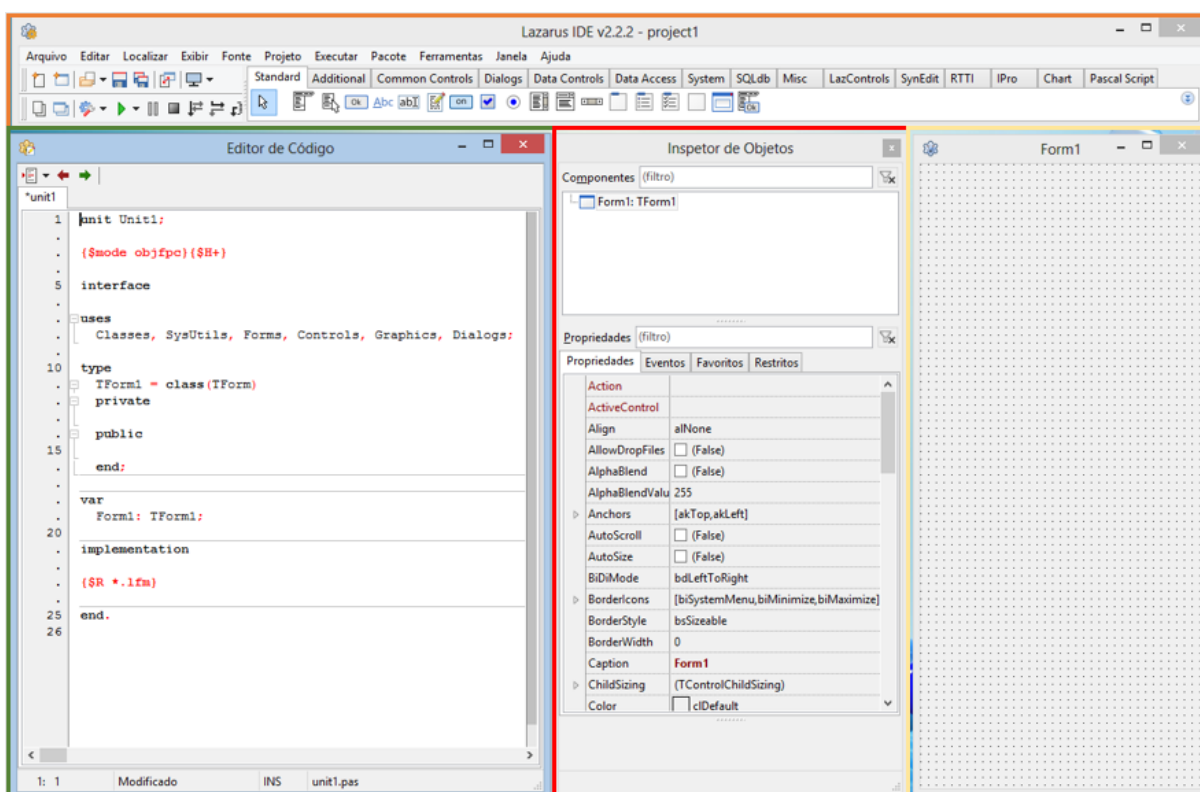 Lazarus IDE v2.2.2 - project1
Arquivo Editar Localizar Exibir Fonte Projeto Executar Pacote Ferramentas Janela Ajuda
Standard Additional Common Controls Dialogs Data Controls Data Access System SQLdb Misc LazControls SynEdit RTTI IPro Chart Pascal Script
Ok Abc abI on
Editor de Código
*unit1
1 unit Unit1;
{$mode objfpc}{$H+}
5 interface
uses
Classes, SysUtils, Forms, Controls, Graphics, Dialogs;
10 type
TForm1 = class(TForm)
private
public
15
end;
var
Form1: TForm1;
20
implementation
{$R *.lfm}
25 end.
26
1: 1 Modificado INS unit1.pas
Inspetor de Objetos
Componentes (filtro)
Form1: TForm1
Propriedades (filtro)
Propriedades Eventos Favoritos Restritos
Action
ActiveControl
Align alNone
AllowDropFiles (False)
AlphaBlend (False)
AlphaBlendValu 255
Anchors [akTop,akLeft]
AutoScroll (False)
AutoSize (False)
BiDiMode bdLeftToRight
BorderIcons [biSystemMenu,biMinimize,biMaximize]
BorderStyle bsSizeable
BorderWidth 0
Caption Form1
ChildSizing (TControlChildSizing)
Color clDefault
Form1